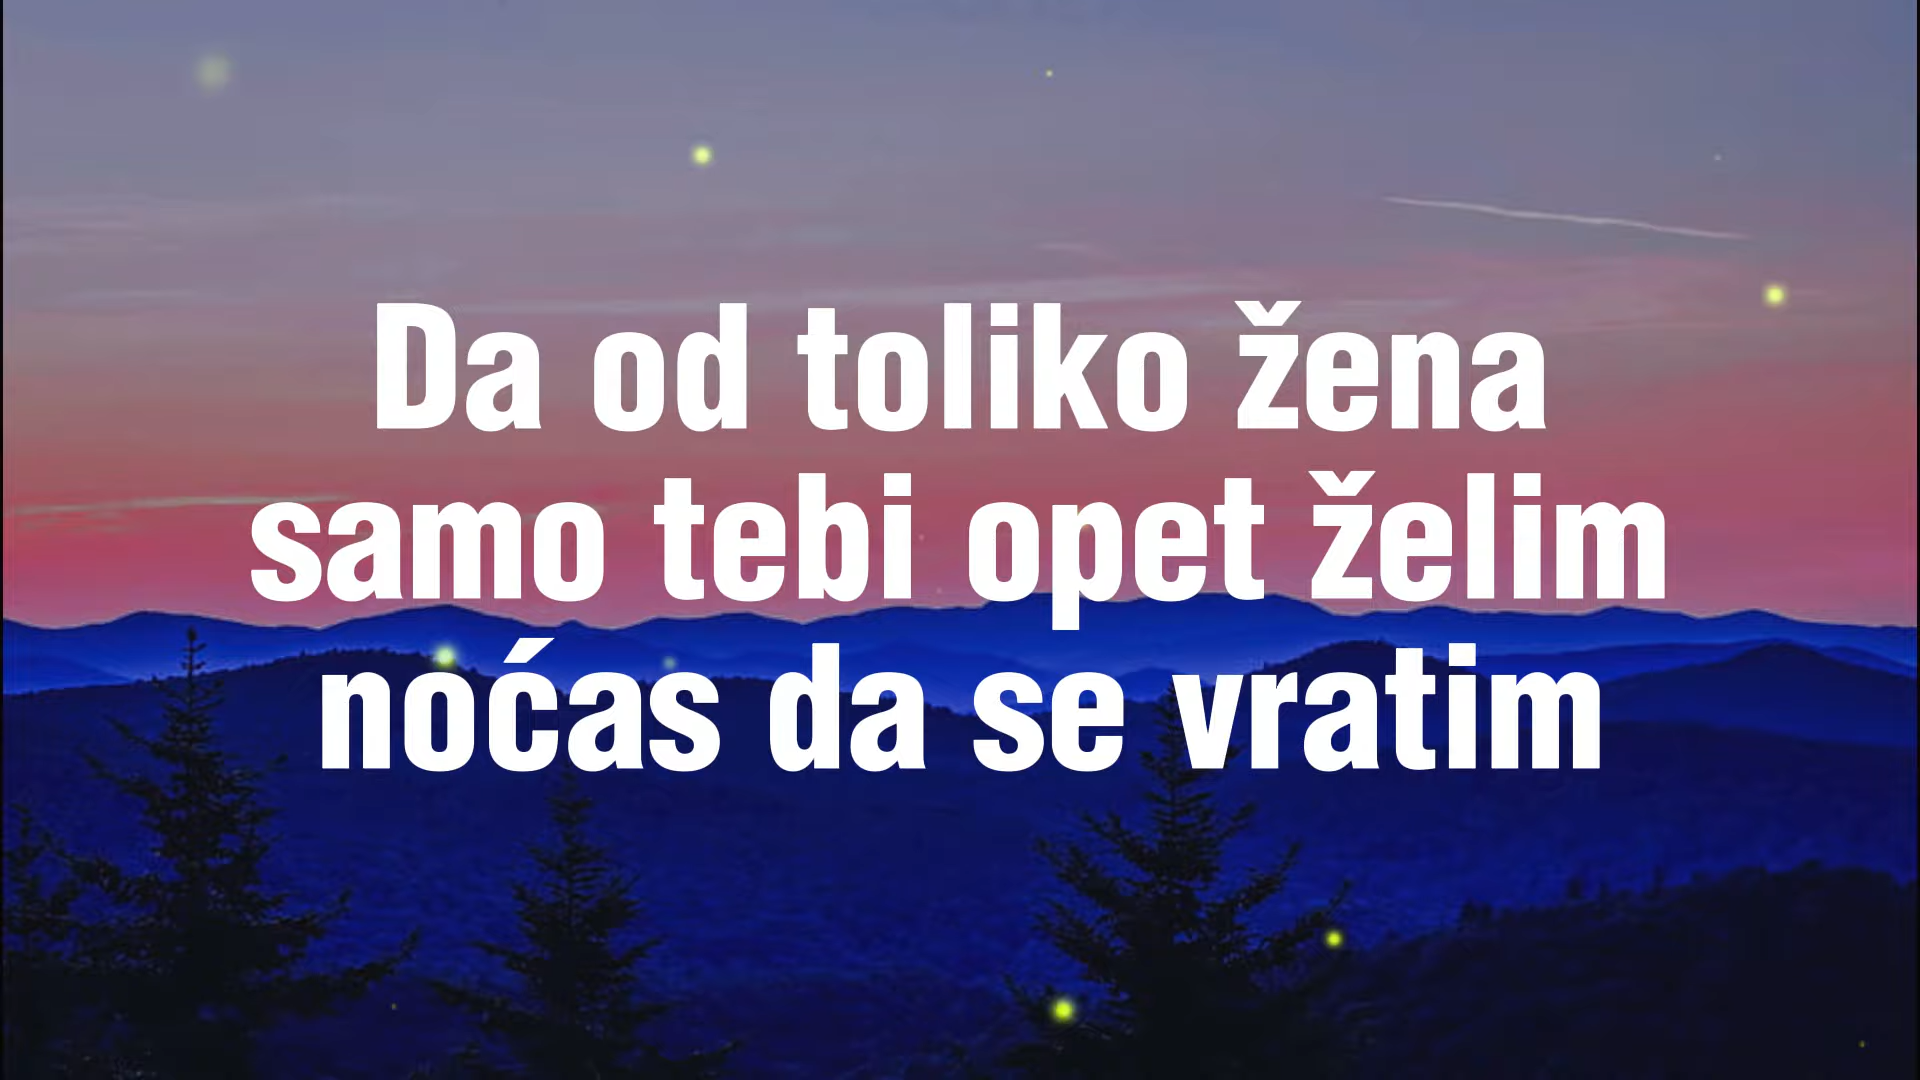 Da od toliko žena
samo tebi opet želim
noćas da se vratim